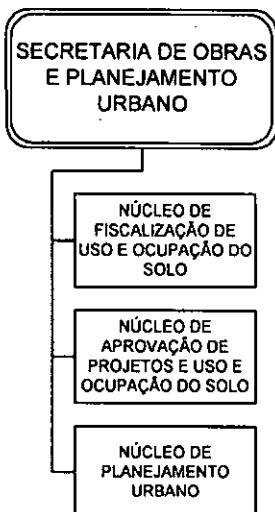 SECRETARIA DE OBRAS
E PLANEJAMENTO
URBANO
NÚCLEO DE
FISCALIZAÇÃO DE
USO E OCUPAÇÃO DO
SOLO
NÚCLEO DE
APROVAÇÃO DE
PROJETOS E USO E
OCUPAÇÃO DO SOLO
NÚCLEO DE
PLANEJAMENTO
URBANO